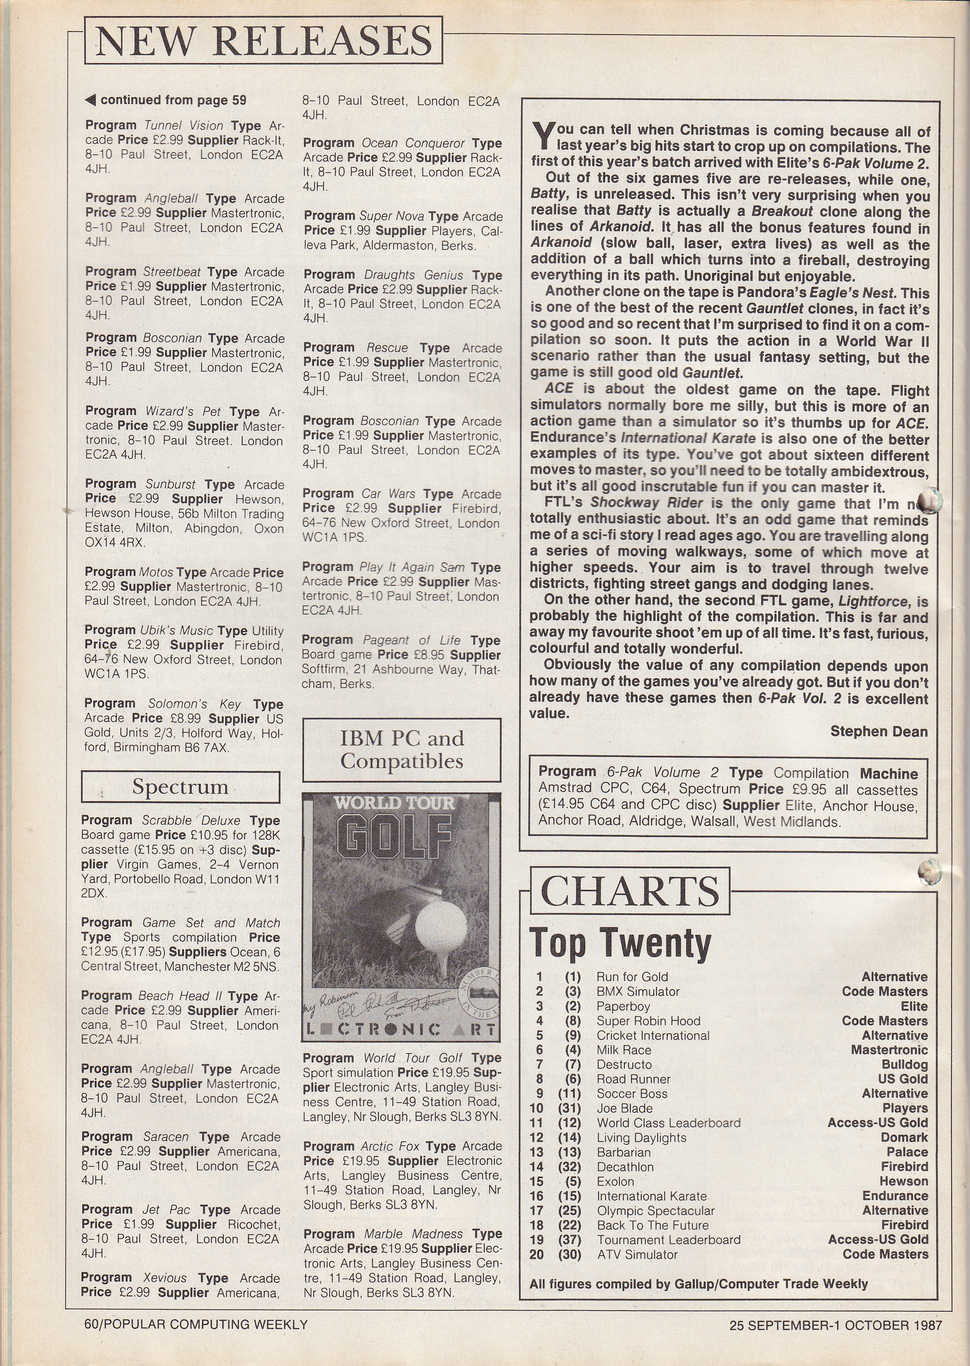 NEW RELEASES
◀ continued from page 59
Program Tunnel Vision Type Ar-
cade Price £2.99 Supplier Rack-It,
8–10 Paul Street, London EC2A
4JH.
Program Angleball Type Arcade
Price £2.99 Supplier Mastertronic,
8–10 Paul Street, London EC2A
4JH.
Program Streetbeat Type Arcade
Price £1.99 Supplier Mastertronic,
8–10 Paul Street, London EC2A
4JH.
Program Bosconian Type Arcade
Price £1.99 Supplier Mastertronic,
8–10 Paul Street, London EC2A
4JH.
Program Wizard's Pet Type Ar-
cade Price £2.99 Supplier Master-
tronic, 8–10 Paul Street. London
EC2A 4JH.
Program Sunburst Type Arcade
Price £2.99 Supplier Hewson,
Hewson House, 56b Milton Trading
Estate, Milton, Abingdon, Oxon
OX14 4RX.
Program Motos Type Arcade Price
£2.99 Supplier Mastertronic, 8–10
Paul Street, London EC2A 4JH.
Program Ubik's Music Type Utility
Price £2.99 Supplier Firebird,
64–76 New Oxford Street, London
WC1A 1PS.
Program Solomon's Key Type
Arcade Price £8.99 Supplier US
Gold, Units 2/3, Holford Way, Hol-
ford, Birmingham B6 7AX.
Spectrum
Program Scrabble Deluxe Type
Board game Price £10.95 for 128K
cassette (£15.95 on +3 disc) Sup-
plier Virgin Games, 2–4 Vernon
Yard, Portobello Road, London W11
2DX.
Program Game Set and Match
Type Sports compilation Price
£12.95 (£17.95) Suppliers Ocean, 6
Central Street, Manchester M2 5NS.
Program Beach Head II Type Ar-
cade Price £2.99 Supplier Ameri-
cana, 8–10 Paul Street, London
EC2A 4JH.
Program Angleball Type Arcade
Price £2.99 Supplier Mastertronic,
8–10 Paul Street, London EC2A
4JH.
Program Saracen Type Arcade
Price £2.99 Supplier Americana,
8–10 Paul Street, London EC2A
4JH.
Program Jet Pac Type Arcade
Price £1.99 Supplier Ricochet,
8–10 Paul Street, London EC2A
4JH.
Program Xevious Type Arcade
Price £2.99 Supplier Americana,
8–10 Paul Street, London EC2A
4JH.
Program Ocean Conqueror Type
Arcade Price £2.99 Supplier Rack-
It, 8–10 Paul Street, London EC2A
4JH.
Program Super Nova Type Arcade
Price £1.99 Supplier Players, Cal-
leva Park, Aldermaston, Berks.
Program Draughts Genius Type
Arcade Price £2.99 Supplier Rack-
It, 8–10 Paul Street, London EC2A
4JH.
Program Rescue Type Arcade
Price £1.99 Supplier Mastertronic,
8–10 Paul Street, London EC2A
4JH.
Program Bosconian Type Arcade
Price £1.99 Supplier Mastertronic,
8–10 Paul Street, London EC2A
4JH.
Program Car Wars Type Arcade
Price £2.99 Supplier Firebird,
64–76 New Oxford Street, London
WC1A 1PS.
Program Play It Again Sam Type
Arcade Price £2.99 Supplier Mas-
tertronic, 8–10 Paul Street, London
EC2A 4JH.
Program Pageant of Life Type
Board game Price £8.95 Supplier
Softfirm, 21 Ashbourne Way, That-
cham, Berks.
IBM PC and
Compatibles
WORLD TOUR
GOLF
L CTRONIC ART
Program World Tour Golf Type
Sport simulation Price £19.95 Sup-
plier Electronic Arts, Langley Busi-
ness Centre, 11–49 Station Road,
Langley, Nr Slough, Berks SL3 8YN.
Program Arctic Fox Type Arcade
Price £19.95 Supplier Electronic
Arts, Langley Business Centre,
11–49 Station Road, Langley, Nr
Slough, Berks SL3 8YN.
Program Marble Madness Type
Arcade Price £19.95 Supplier Elec-
tronic Arts, Langley Business Cen-
tre, 11–49 Station Road, Langley,
Nr Slough, Berks SL3 8YN.
You can tell when Christmas is coming because all of
last year's big hits start to crop up on compilations. The
first of this year's batch arrived with Elite's 6-Pak Volume 2.
Out of the six games five are re-releases, while one,
Batty, is unreleased. This isn't very surprising when you
realise that Batty is actually a Breakout clone along the
lines of Arkanoid. It has all the bonus features found in
Arkanoid (slow ball, laser, extra lives) as well as the
addition of a ball which turns into a fireball, destroying
everything in its path. Unoriginal but enjoyable.
Another clone on the tape is Pandora's Eagle's Nest. This
is one of the best of the recent Gauntlet clones, in fact it's
so good and so recent that I'm surprised to find it on a com-
pilation so soon. It puts the action in a World War II
scenario rather than the usual fantasy setting, but the
game is still good old Gauntlet.
ACE is about the oldest game on the tape. Flight
simulators normally bore me silly, but this is more of an
action game than a simulator so it's thumbs up for ACE.
Endurance's International Karate is also one of the better
examples of its type. You've got about sixteen different
moves to master, so you'll need to be totally ambidextrous,
but it's all good inscrutable fun if you can master it.
FTL's Shockway Rider is the only game that I'm
totally enthusiastic about. It's an odd game that reminds
me of a sci-fi story I read ages ago. You are travelling along
a series of moving walkways, some of which move at
higher speeds. Your aim is to travel through twelve
districts, fighting street gangs and dodging lanes.
On the other hand, the second FTL game, Lightforce, is
probably the highlight of the compilation. This is far and
away my favourite shoot 'em up of all time. It's fast, furious,
colourful and totally wonderful.
Obviously the value of any compilation depends upon
how many of the games you've already got. But if you don't
already have these games then 6-Pak Vol. 2 is excellent
value.
Stephen Dean
Program 6-Pak Volume 2 Type Compilation Machine
Amstrad CPC, C64, Spectrum Price £9.95 all cassettes
(£14.95 C64 and CPC disc) Supplier Elite, Anchor House,
Anchor Road, Aldridge, Walsall, West Midlands.
CHARTS
Top Twenty
1 (1) Run for Gold Alternative
2 (3) BMX Simulator Code Masters
3 (2) Paperboy Elite
4 (8) Super Robin Hood Code Masters
5 (9) Cricket International Alternative
6 (4) Milk Race Mastertronic
7 (7) Destructo Bulldog
8 (6) Road Runner US Gold
9 (11) Soccer Boss Alternative
10 (31) Joe Blade Players
11 (12) World Class Leaderboard Access-US Gold
12 (14) Living Daylights Domark
13 (13) Barbarian Palace
14 (32) Decathlon Firebird
15 (5) Exolon Hewson
16 (15) International Karate Endurance
17 (25) Olympic Spectacular Alternative
18 (22) Back To The Future Firebird
19 (37) Tournament Leaderboard Access-US Gold
20 (30) ATV Simulator Code Masters
All figures compiled by Gallup/Computer Trade Weekly
60/POPULAR COMPUTING WEEKLY
25 SEPTEMBER-1 OCTOBER 1987